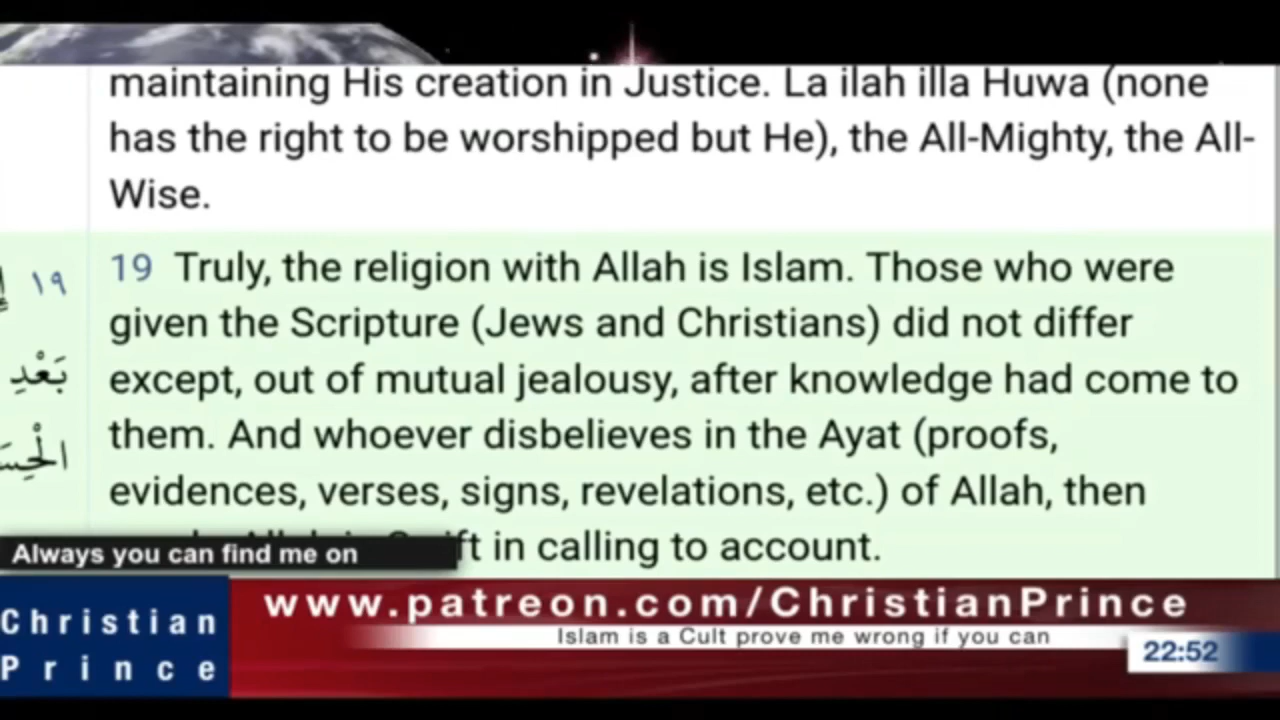 maintaining His creation in Justice. La ilah illa Huwa (none
has the right to be worshipped but He), the All-Mighty, the All-
Wise.
19 Truly, the religion with Allah is Islam. Those who were
given the Scripture (Jews and Christians) did not differ
except, out of mutual jealousy, after knowledge had come to
them. And whoever disbelieves in the Ayat (proofs,
evidences, verses, signs, revelations, etc.) of Allah, then
in calling to account.
١٩
بَعْدِ
Always you can find me on
www.patreon.com/ChristianPrince
Islam is a Cult prove me wrong if you can
Christian
Prince
22:52